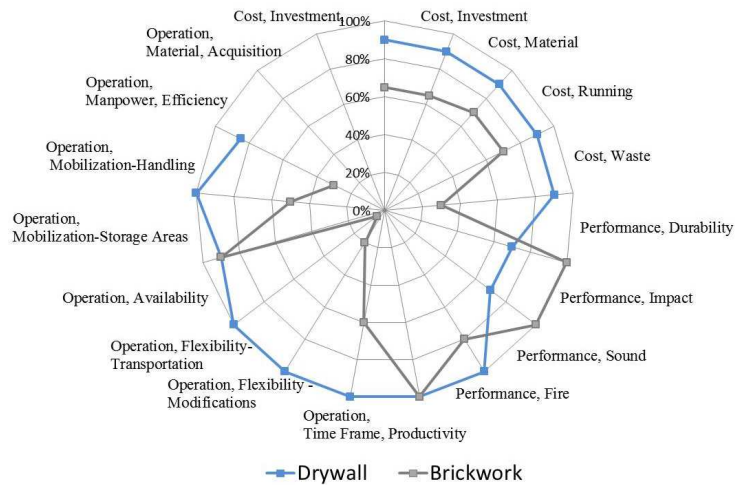 Cost, Investment
100%
Cost, Investment
Operation,
Material, Acquisition
Cost, Material
80%
Operation,
Manpower, Efficiency
Cost, Running
60%
40%
Operation,
Mobilization-Handling
Cost, Waste
20%
0%
Operation,
Mobilization-Storage Areas
Performance, Durability
Operation, Availability
Performance, Impact
Operation, Flexibility-
Transportation
Performance, Sound
Operation, Flexibility -
Modifications
Performance, Fire
Operation,
Time Frame, Productivity
Drywall
Brickwork